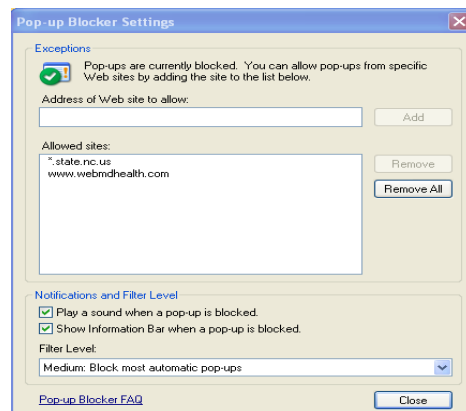 Pop-up Blocker Settings
Exceptions
Pop-ups are currently blocked. You can allow pop-ups from specific
Web sites by adding the site to the list below.
Address of Web site to allow:
Add
Allowed sites:
*.state.nc.us
www.webmdhealth.com
Remove
Remove All
Notifications and Filter Level
Play a sound when a pop-up is blocked.
Show Information Bar when a pop-up is blocked.
Filter Level:
Medium: Block most automatic pop-ups
Pop-up Blocker FAQ
Close